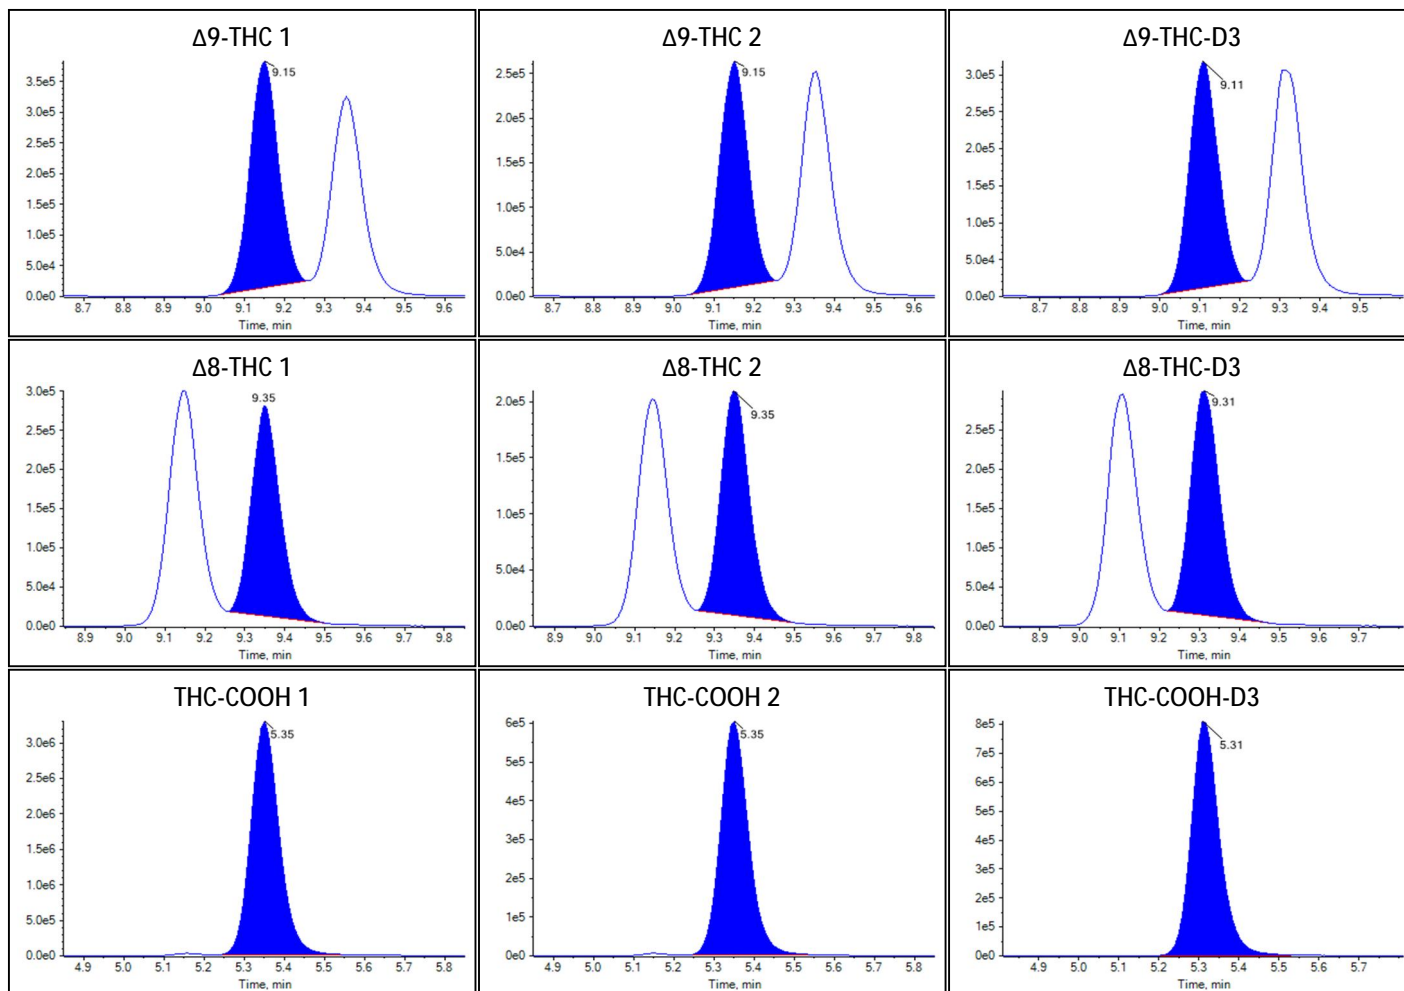 Δ9-THC 1
3.5e5
3.0e5
2.5e5
2.0e5
1.5e5
1.0e5
5.0e4
0.0e0
9.15
8.7 8.8 8.9 9.0 9.1 9.2 9.3 9.4 9.5 9.6
Time, min
Δ9-THC 2
2.5e5
2.0e5
1.5e5
1.0e5
5.0e4
0.0e0
9.15
8.7 8.8 8.9 9.0 9.1 9.2 9.3 9.4 9.5 9.6
Time, min
Δ9-THC-D3
3.0e5
2.5e5
2.0e5
1.5e5
1.0e5
5.0e4
0.0e0
9.11
8.7 8.8 8.9 9.0 9.1 9.2 9.3 9.4 9.5
Time, min
Δ8-THC 1
3.0e5
2.5e5
2.0e5
1.5e5
1.0e5
5.0e4
0.0e0
9.35
8.9 9.0 9.1 9.2 9.3 9.4 9.5 9.6 9.7 9.8
Time, min
Δ8-THC 2
2.0e5
1.5e5
1.0e5
5.0e4
0.0e0
9.35
8.9 9.0 9.1 9.2 9.3 9.4 9.5 9.6 9.7 9.8
Time, min
Δ8-THC-D3
2.5e5
2.0e5
1.5e5
1.0e5
5.0e4
0.0e0
9.31
8.9 9.0 9.1 9.2 9.3 9.4 9.5 9.6 9.7
Time, min
THC-COOH 1
3.0e6
2.5e6
2.0e6
1.5e6
1.0e6
5.0e5
0.0e0
5.35
4.9 5.0 5.1 5.2 5.3 5.4 5.5 5.6 5.7 5.8
Time, min
THC-COOH 2
6e5
5e5
4e5
3e5
2e5
1e5
0e0
5.35
4.9 5.0 5.1 5.2 5.3 5.4 5.5 5.6 5.7 5.8
Time, min
THC-COOH-D3
8e5
7e5
6e5
5e5
4e5
3e5
2e5
1e5
0e0
5.31
4.9 5.0 5.1 5.2 5.3 5.4 5.5 5.6 5.7
Time, min